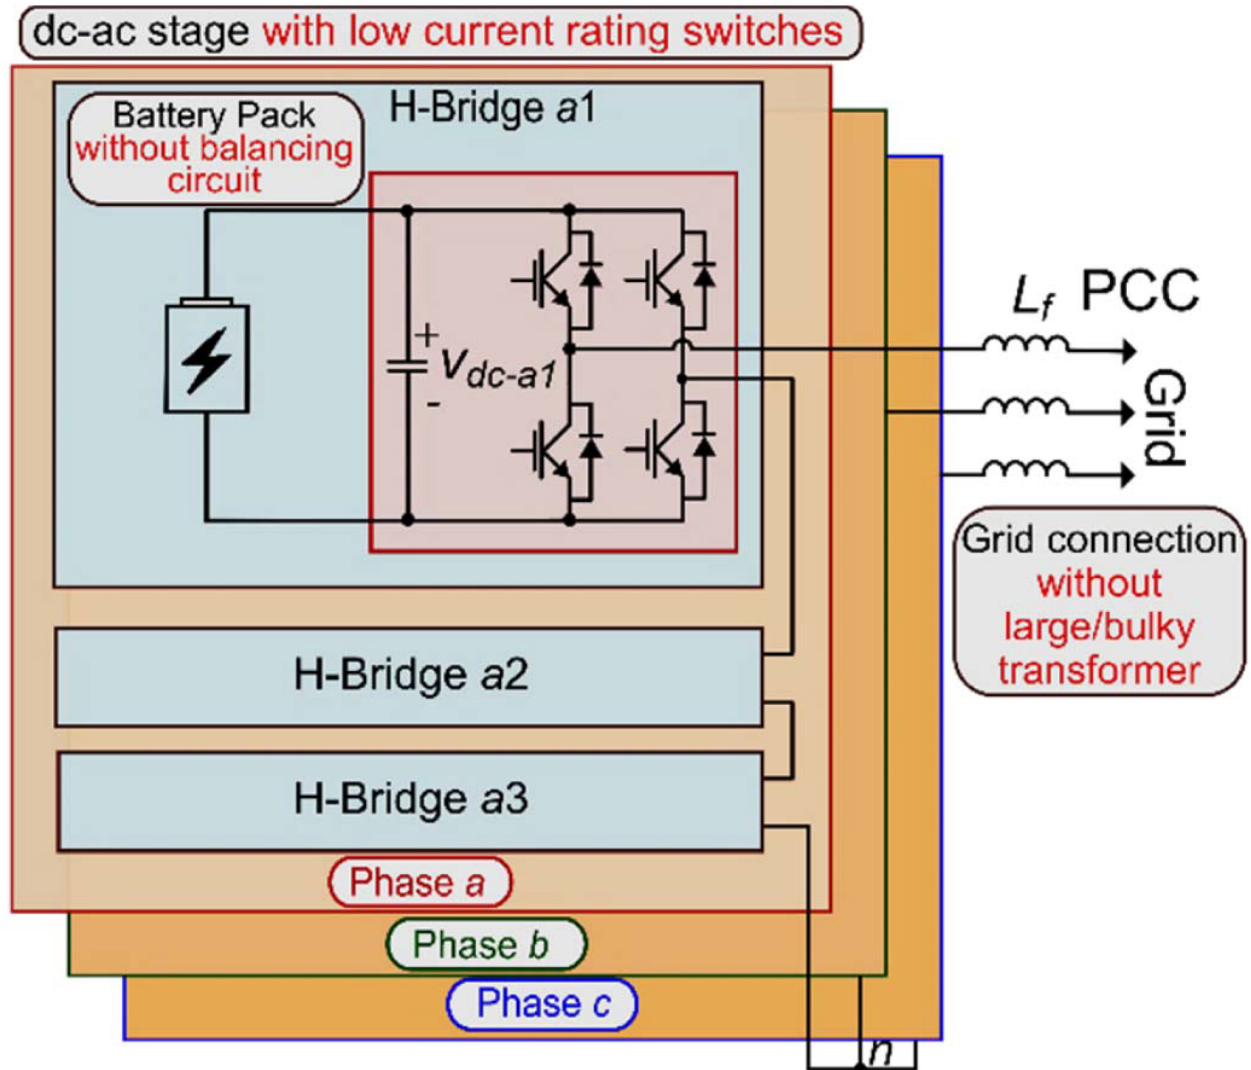 dc-ac stage with low current rating switches
Battery Pack
without balancing
circuit
H-Bridge a1
+
Vdc-a1
-
Lf
PCC
Grid
Grid connection
without
large/bulky
transformer
H-Bridge a2
H-Bridge a3
Phase a
Phase b
Phase c
n